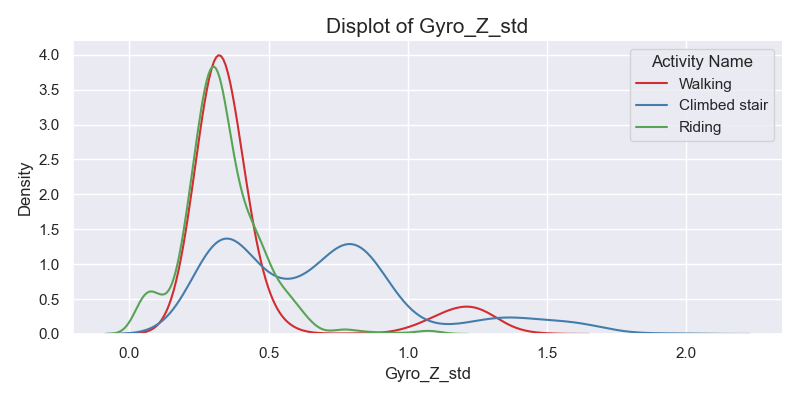 Displot of Gyro_Z_std
Activity Name
Walking
Climbed stair
Riding
Density
4.0
3.5
3.0
2.5
2.0
1.5
1.0
0.5
0.0
0.0 0.5 1.0 1.5 2.0
Gyro_Z_std